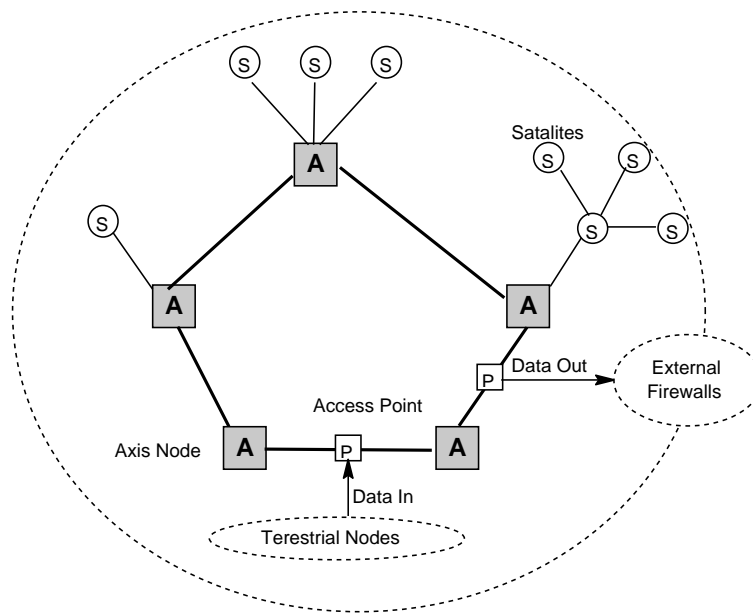 S S S
Satalites
A
S S
S
S S
A A
Data Out
P
External
Firewalls
Access Point
Axis Node
A P A
Data In
Terestrial Nodes